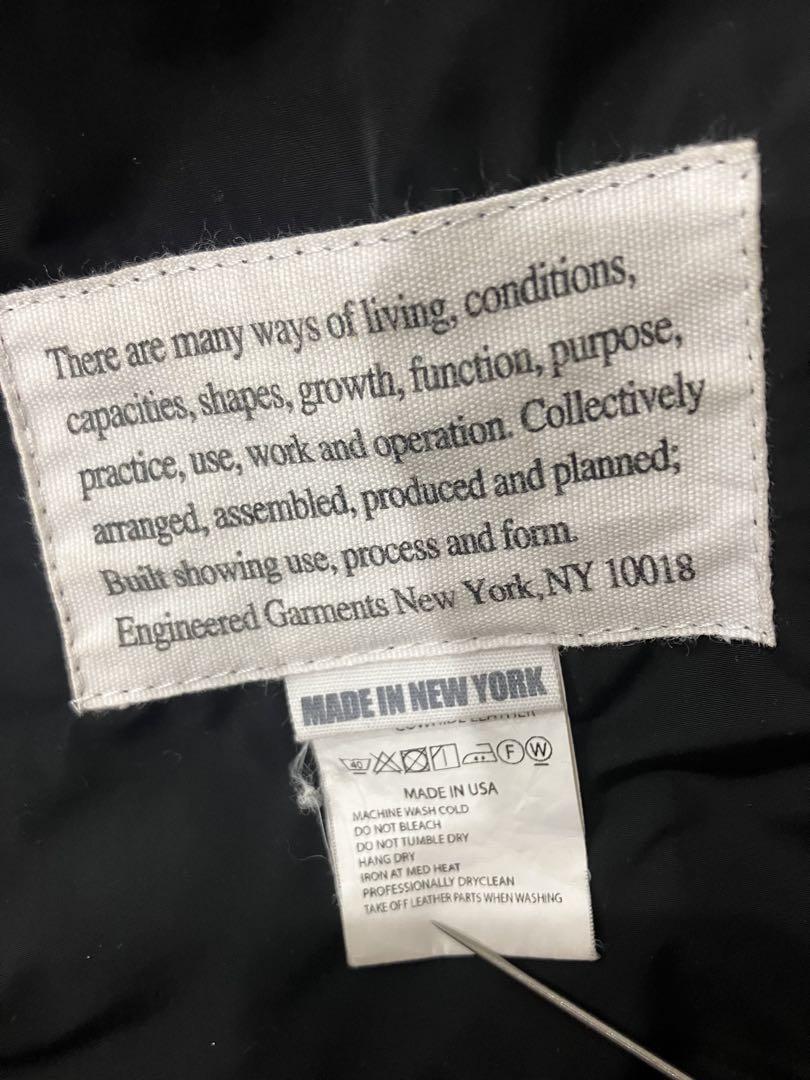 There are many ways of living, conditions,
capacities, shapes, growth, function, purpose,
practice, use, work and operation. Collectively
arranged, assembled, produced and planned;
Built showing use, process and form.
Engineered Garments New York, NY 10018
MADE IN NEW YORK
COWHIDE LEATHER
40 F W
MADE IN USA
MACHINE WASH COLD
DO NOT BLEACH
DO NOT TUMBLE DRY
HANG DRY
IRON AT MED HEAT
PROFESSIONALLY DRYCLEAN
TAKE OFF LEATHER PARTS WHEN WASHING